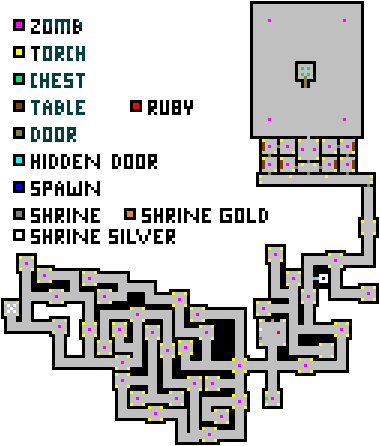 ZOMB
TORCH
CHEST
TABLE RUBY
DOOR
HIDDEN DOOR
SPAWN
SHRINE SHRINE GOLD
SHRINE SILVER